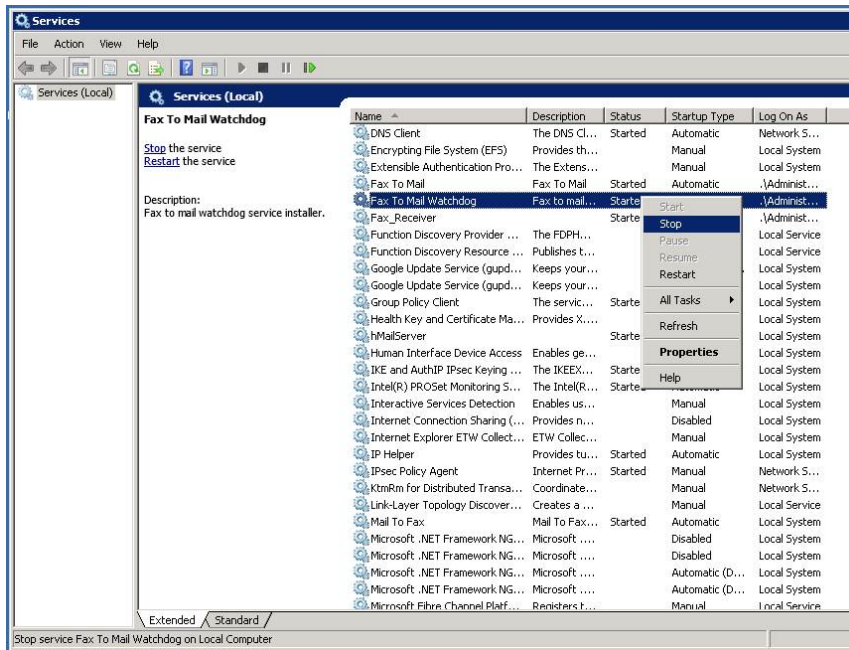 Services
File Action View Help
Services (Local)
Services (Local)
Fax To Mail Watchdog
Stop the service
Restart the service
Description:
Fax to mail watchdog service installer.
Name Description Status Startup Type Log On As
DNS Client The DNS Cl... Started Automatic Network S...
Encrypting File System (EFS) Provides th... Manual Local System
Extensible Authentication Pro... The Extens... Manual Local System
Fax To Mail Fax To Mail Started Automatic .\Administ...
Fax To Mail Watchdog Fax to mail... Starte .\Administ...
Fax_Receiver Starte .\Administ...
Function Discovery Provider ... The FDPH... Local Service
Function Discovery Resource ... Publishes t... Local Service
Google Update Service (gupd... Keeps your... Local System
Google Update Service (gupd... Keeps your... Local System
Group Policy Client The servic... Starte Local System
Health Key and Certificate Ma... Provides X.... Local System
hMailServer Starte Local System
Human Interface Device Access Enables ge... Local System
IKE and AuthIP IPsec Keying ... The IKEEX... Starte Local System
Intel(R) PROSet Monitoring S... The Intel(R... Starte Local System
Interactive Services Detection Enables us... Manual Local System
Internet Connection Sharing (... Provides n... Disabled Local System
Internet Explorer ETW Collect... ETW Collec... Manual Local System
IP Helper Provides tu... Started Automatic Local System
IPsec Policy Agent Internet Pr... Started Manual Network S...
KtmRm for Distributed Transa... Coordinate... Manual Network S...
Link-Layer Topology Discover... Creates a ... Manual Local Service
Mail To Fax Mail To Fax... Started Automatic Local System
Microsoft .NET Framework NG... Microsoft .... Disabled Local System
Microsoft .NET Framework NG... Microsoft .... Disabled Local System
Microsoft .NET Framework NG... Microsoft .... Automatic (D... Local System
Microsoft .NET Framework NG... Microsoft .... Automatic (D... Local System
Microsoft Fibre Channel Platf... Registers t... Manual Local Service
Start
Stop
Pause
Resume
Restart
All Tasks
Refresh
Properties
Help
Extended Standard
Stop service Fax To Mail Watchdog on Local Computer